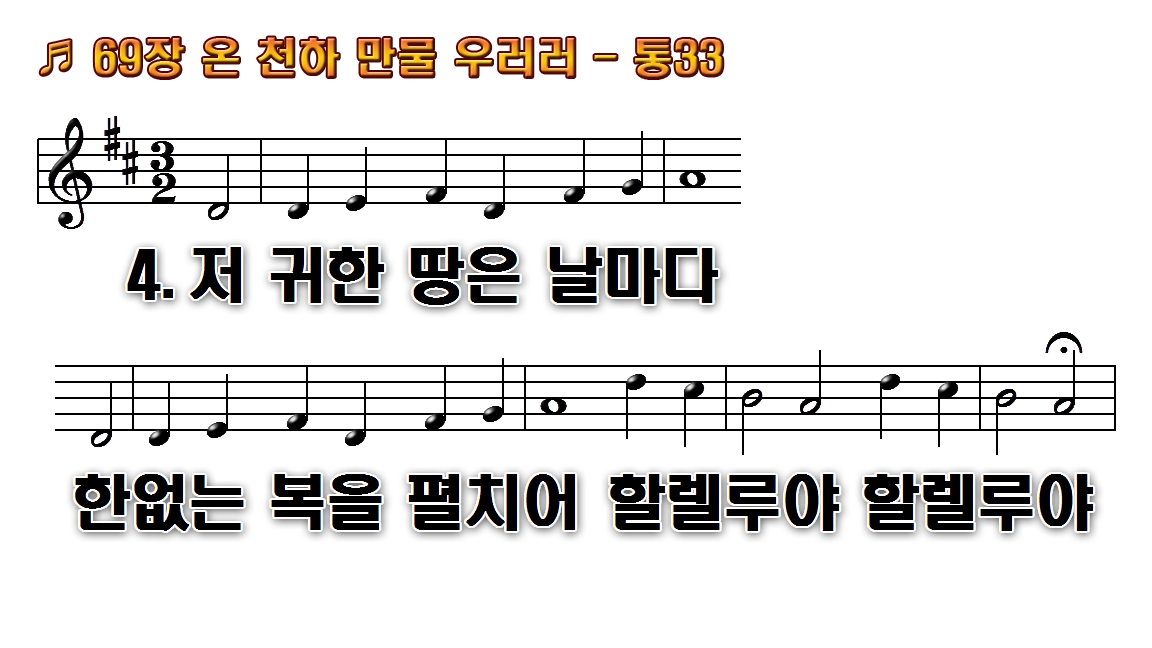 ♬ 69장 온 천하 만물 우러러 - 통33
3
2
4. 저 귀한 땅은 날마다
한없는 복을 펼치어 할렐루야 할렐루야